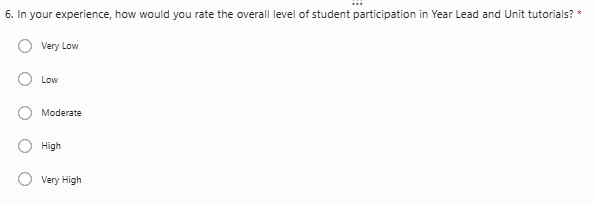 6. In your experience, how would you rate the overall level of student participation in Year Lead and Unit tutorials? *
Very Low
Low
Moderate
High
Very High